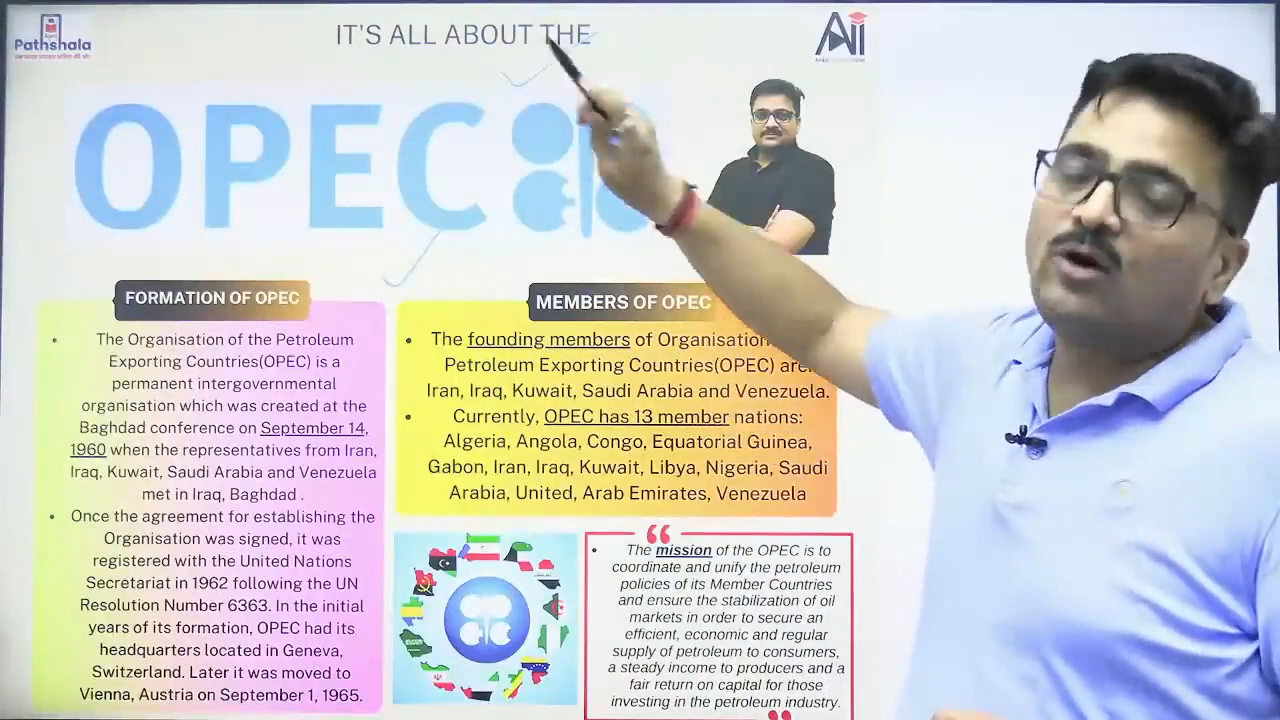 Apni
Pathshala
IT'S ALL ABOUT THE
Aii
OPEC
FORMATION OF OPEC
• The Organisation of the Petroleum
Exporting Countries(OPEC) is a
permanent intergovernmental
organisation which was created at the
Baghdad conference on September 14,
1960 when the representatives from Iran,
Iraq, Kuwait, Saudi Arabia and Venezuela
met in Iraq, Baghdad .
• Once the agreement for establishing the
Organisation was signed, it was
registered with the United Nations
Secretariat in 1962 following the UN
Resolution Number 6363. In the initial
years of its formation, OPEC had its
headquarters located in Geneva,
Switzerland. Later it was moved to
Vienna, Austria on September 1, 1965.
MEMBERS OF OPEC
• The founding members of Organisation
Petroleum Exporting Countries(OPEC) are
Iran, Iraq, Kuwait, Saudi Arabia and Venezuela.
• Currently, OPEC has 13 member nations:
Algeria, Angola, Congo, Equatorial Guinea,
Gabon, Iran, Iraq, Kuwait, Libya, Nigeria, Saudi
Arabia, United, Arab Emirates, Venezuela
• The mission of the OPEC is to
coordinate and unify the petroleum
policies of its Member Countries
and ensure the stabilization of oil
markets in order to secure an
efficient, economic and regular
supply of petroleum to consumers,
a steady income to producers and a
fair return on capital for those
investing in the petroleum industry.